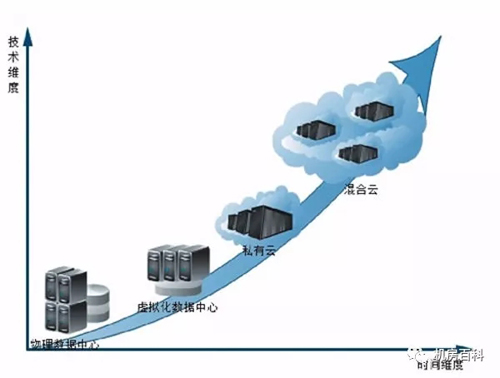 技术维度
混合云
私有云
虚拟化数据中心
物理数据中心
机房百科
时间维度